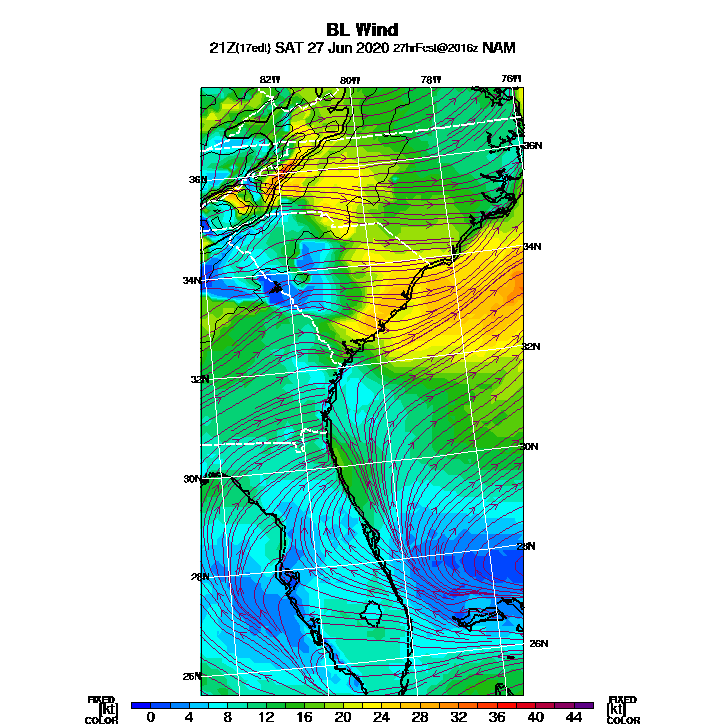 BL Wind
21Z(17edt) SAT 27 Jun 2020 27hrFcst@2016z NAM
82W 80W 78W 76W
36N
36N
34N
34N
32N
32N
30N
30N
28N
28N
26N
26N
FIXED FIXED
[kt] 0 4 8 12 16 20 24 28 32 36 40 44 [kt]
COLOR COLOR